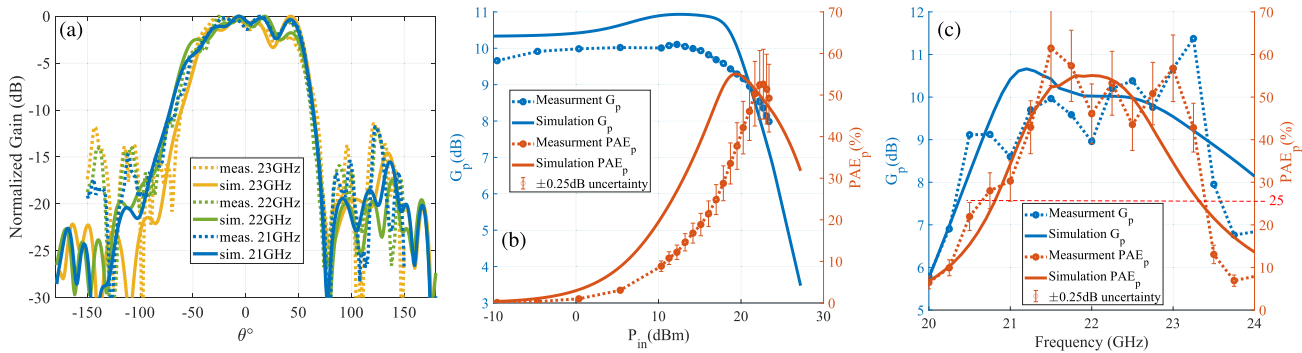 (a)
Normalized Gain (dB)
0
-5
-10
-15
-20
-25
-30
-150
-100
-50
0
50
100
150
θ°
meas. 23GHz
sim. 23GHz
meas. 22GHz
sim. 22GHz
meas. 21GHz
sim. 21GHz
(b)
G_p(dB)
11
10
9
8
7
6
5
4
3
-10
0
10
20
30
P_in(dBm)
70
60
50
40
30
20
10
0
PAE_p(%)
Measurment G_p
Simulation G_p
Measurment PAE_p
Simulation PAE_p
±0.25dB uncertainty
(c)
G_p(dB)
12
11
10
9
8
7
6
5
20
21
22
23
24
Frequency (GHz)
70
60
50
40
30
25
20
10
0
PAE_p(%)
Measurment G_p
Simulation G_p
Measurment PAE_p
Simulation PAE_p
±0.25dB uncertainty